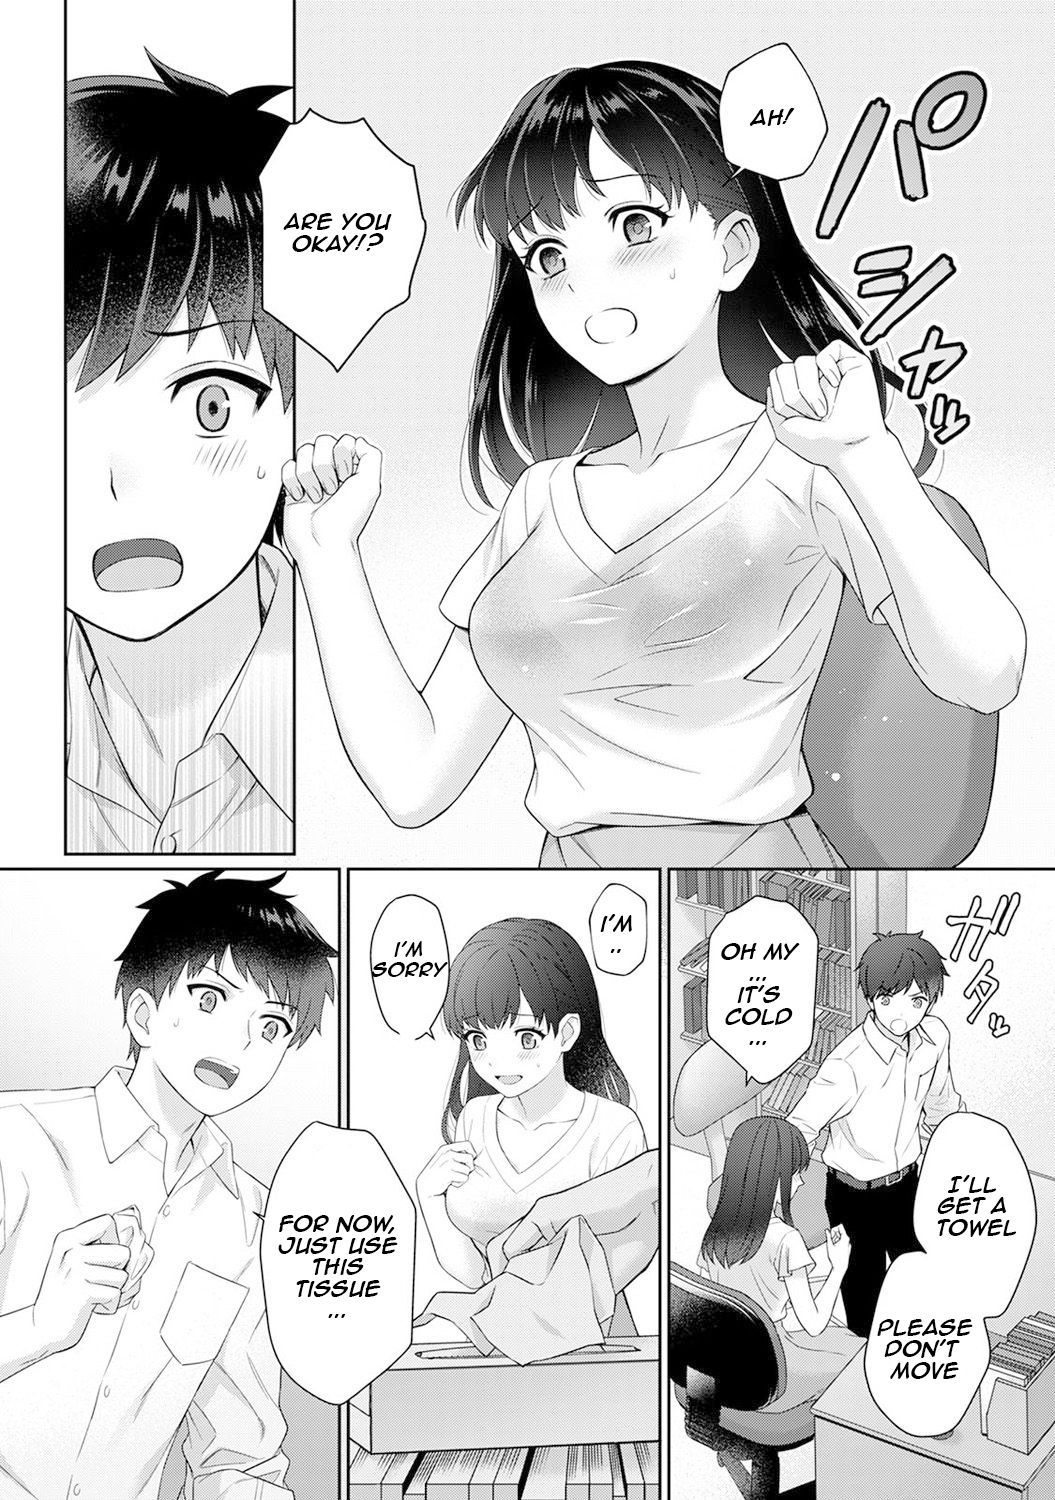 AH!
パシャッ
ARE YOU
OKAY!?
OH MY
...
IT'S
COLD
...
ガタッ
I'LL
GET A
TOWEL
PLEASE
DON'T
MOVE
I'M
..
I'M
SORRY
FOR NOW,
JUST USE
THIS
TISSUE
...